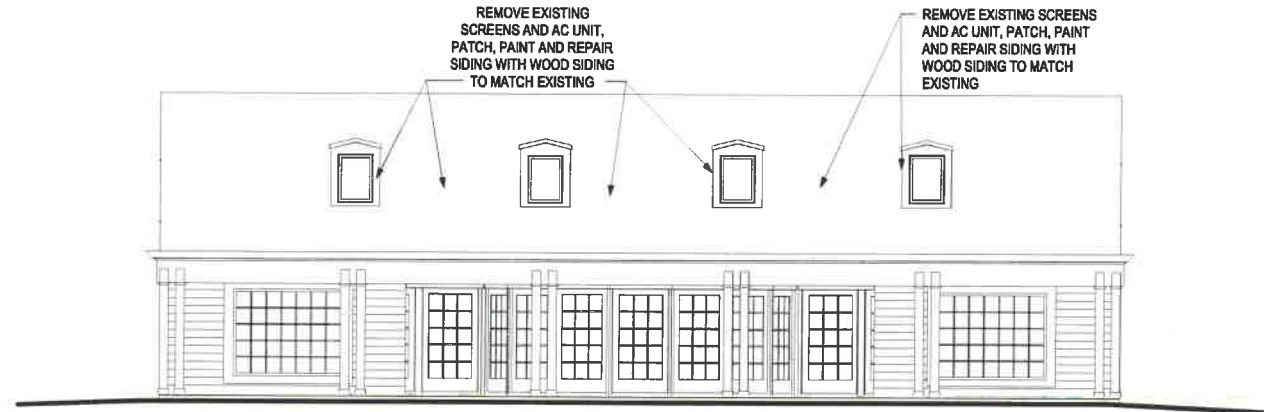 REMOVE EXISTING
SCREENS AND AC UNIT,
PATCH, PAINT AND REPAIR
SIDING WITH WOOD SIDING
TO MATCH EXISTING
REMOVE EXISTING SCREENS
AND AC UNIT, PATCH, PAINT
AND REPAIR SIDING WITH
WOOD SIDING TO MATCH
EXISTING